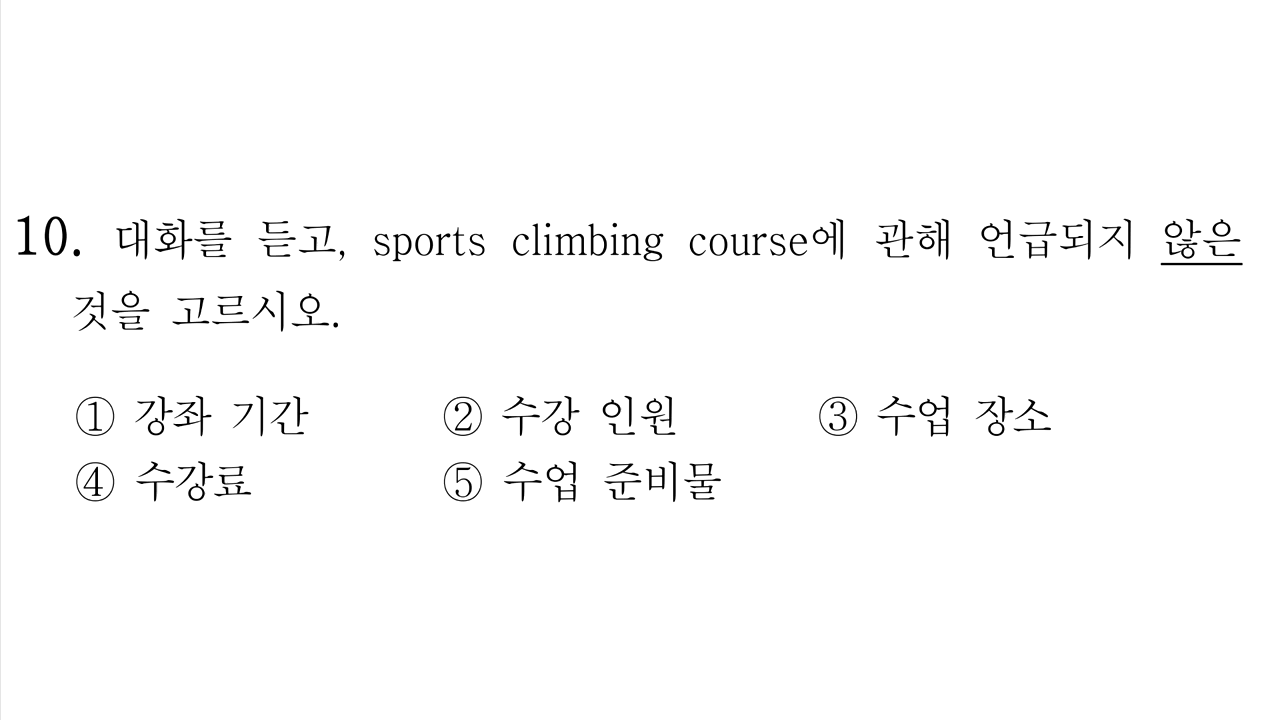 10. 대화를 듣고, sports climbing course에 관해 언급되지 않은
것을 고르시오.
① 강좌 기간 ② 수강 인원 ③ 수업 장소
④ 수강료 ⑤ 수업 준비물